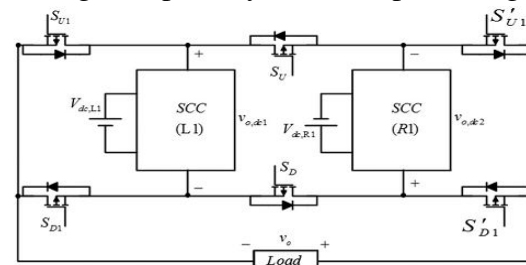 S_U1
S_U
S'_U1
+
−
V_dc,L1
SCC
(L1)
v_o,dc1
V_dc,R1
SCC
(R1)
v_o,dc2
S_D
−
+
S_D1
S'_D1
− v_o +
Load